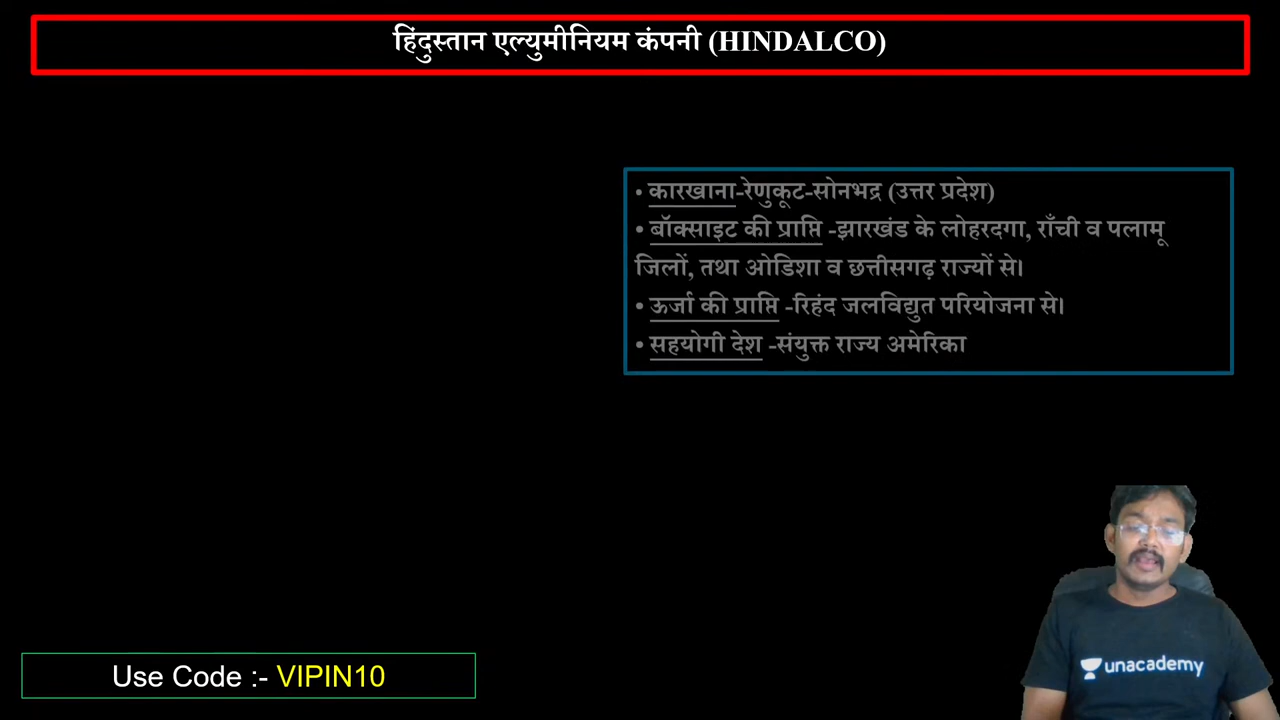 हिंदुस्तान एल्युमीनियम कंपनी (HINDALCO)
• कारखाना-रेणुकूट-सोनभद्र (उत्तर प्रदेश)
• बॉक्साइट की प्राप्ति -झारखंड के लोहरदगा, राँची व पलामू
जिलों, तथा ओडिशा व छत्तीसगढ़ राज्यों से।
• ऊर्जा की प्राप्ति -रिहंद जलविद्युत परियोजना से।
• सहयोगी देश -संयुक्त राज्य अमेरिका
unacademy
Use Code :- VIPIN10